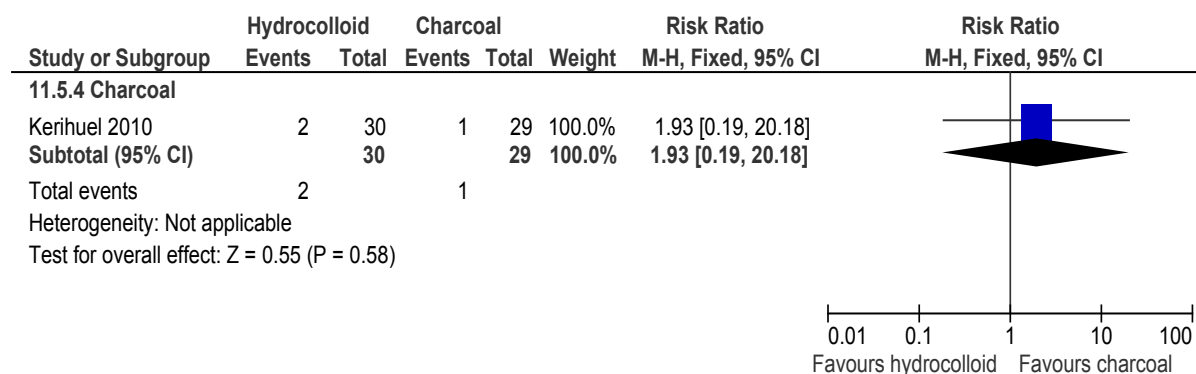 Hydrocolloid Charcoal Risk Ratio Risk Ratio
Study or Subgroup Events Total Events Total Weight M-H, Fixed, 95% CI M-H, Fixed, 95% CI
11.5.4 Charcoal
Kerihuel 2010 2 30 1 29 100.0% 1.93 [0.19, 20.18]
Subtotal (95% CI) 30 29 100.0% 1.93 [0.19, 20.18]
Total events 2 1
Heterogeneity: Not applicable
Test for overall effect: Z = 0.55 (P = 0.58)
0.01 0.1 1 10 100
Favours hydrocolloid Favours charcoal